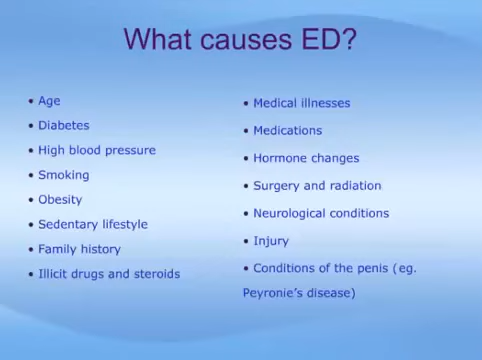 What causes ED?
• Age
• Diabetes
• High blood pressure
• Smoking
• Obesity
• Sedentary lifestyle
• Family history
• Illicit drugs and steroids
• Medical illnesses
• Medications
• Hormone changes
• Surgery and radiation
• Neurological conditions
• Injury
• Conditions of the penis (eg.
Peyronie's disease)